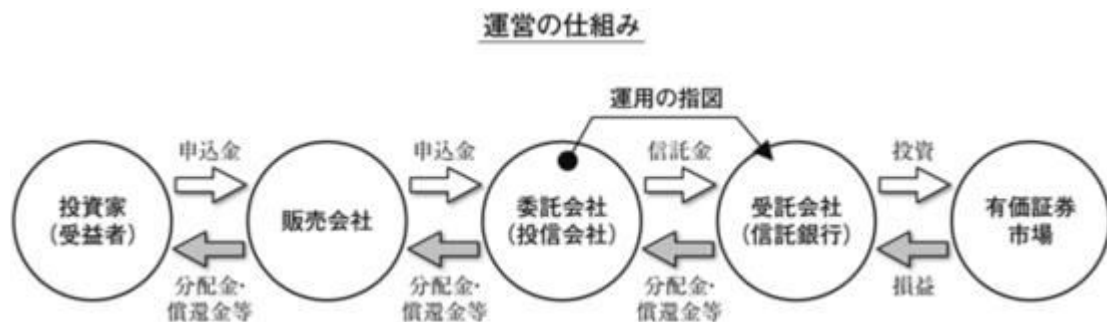 運営の仕組み
運用の指図
申込金
申込金
信託金
投資
投資家
（受益者）
販売会社
委託会社
（投信会社）
受託会社
（信託銀行）
有価証券
市場
分配金・
償還金等
分配金・
償還金等
分配金・
償還金等
損益